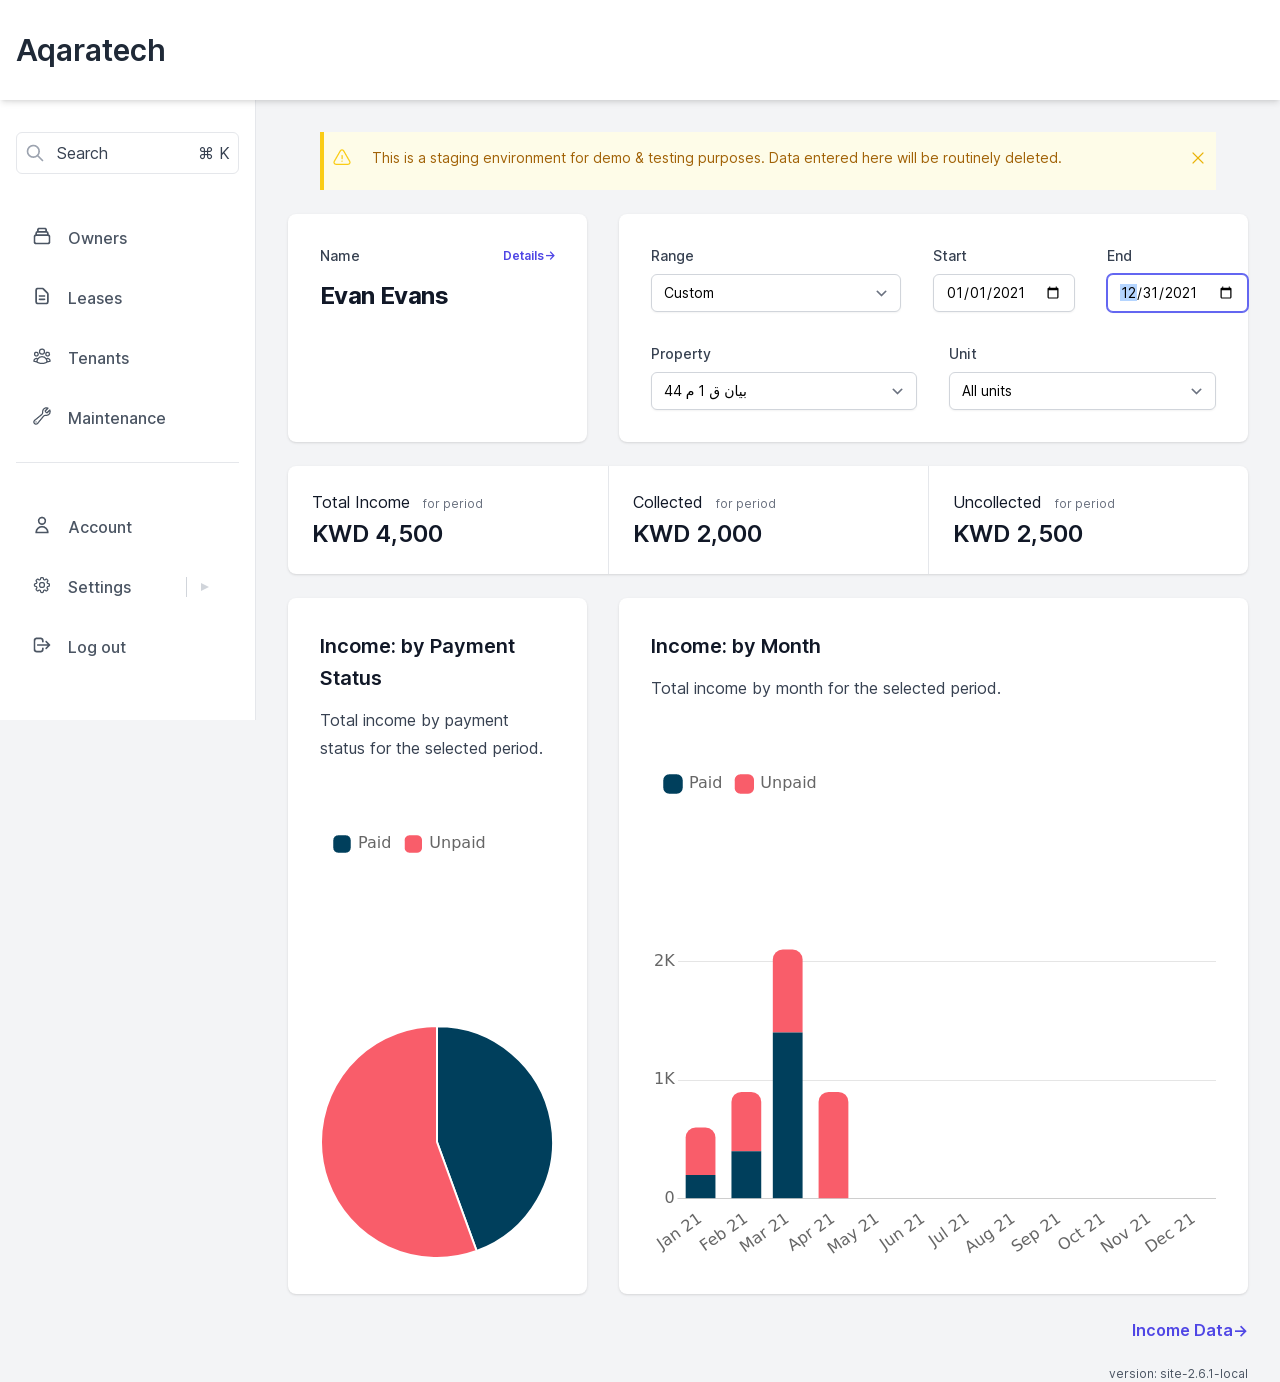 Aqaratech
Search ⌘ K
Owners
Leases
Tenants
Maintenance
Account
Settings
Log out
This is a staging environment for demo & testing purposes. Data entered here will be routinely deleted.
Name
Details→
Evan Evans
Range
Custom
Start
01/01/2021
End
12/31/2021
Property
بيان ق 1 م 44
Unit
All units
Total Income for period
KWD 4,500
Collected for period
KWD 2,000
Uncollected for period
KWD 2,500
Income: by Payment
Status
Total income by payment
status for the selected period.
Paid
Unpaid
Income: by Month
Total income by month for the selected period.
Paid
Unpaid
2K
1K
0
Jan 21
Feb 21
Mar 21
Apr 21
May 21
Jun 21
Jul 21
Aug 21
Sep 21
Oct 21
Nov 21
Dec 21
Income Data→
version: site-2.6.1-local